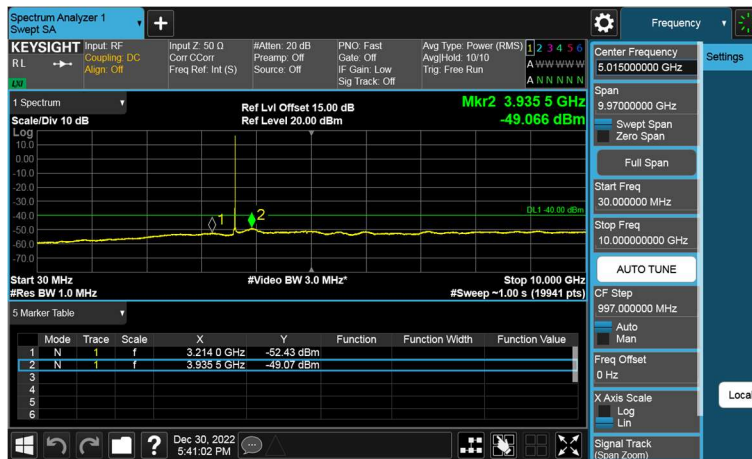 Spectrum Analyzer 1
Swept SA
Frequency
KEYSIGHT
RL
LXI
Input: RF
Coupling: DC
Align: Off
Input Z: 50 Ω
Corr CCorr
Freq Ref: Int (S)
#Atten: 20 dB
Preamp: Off
Source: Off
PNO: Fast
Gate: Off
IF Gain: Low
Sig Track: Off
Avg Type: Power (RMS)
Avg|Hold: 10/10
Trig: Free Run
1 2 3 4 5 6
A W W W W W
A N N N N N
1 Spectrum
Scale/Div 10 dB
Ref Lvl Offset 15.00 dB
Ref Level 20.00 dBm
Mkr2 3.935 5 GHz
-49.066 dBm
Log
10.0
0.00
-10.0
-20.0
-30.0
-40.0
-50.0
-60.0
-70.0
1
2
DL1 -40.00 dBm
Start 30 MHz
#Res BW 1.0 MHz
#Video BW 3.0 MHz*
Stop 10.000 GHz
#Sweep ~1.00 s (19941 pts)
5 Marker Table
Mode Trace Scale X Y Function Function Width Function Value
1 N 1 f 3.214 0 GHz -52.43 dBm
2 N 1 f 3.935 5 GHz -49.07 dBm
3
4
5
6
?
Dec 30, 2022
5:41:02 PM
Center Frequency
5.015000000 GHz
Settings
Span
9.97000000 GHz
Swept Span
Zero Span
Full Span
Start Freq
30.000000 MHz
Stop Freq
10.000000000 GHz
AUTO TUNE
CF Step
997.000000 MHz
Auto
Man
Freq Offset
0 Hz
X Axis Scale
Log
Lin
Local
Signal Track
(Span Zoom)